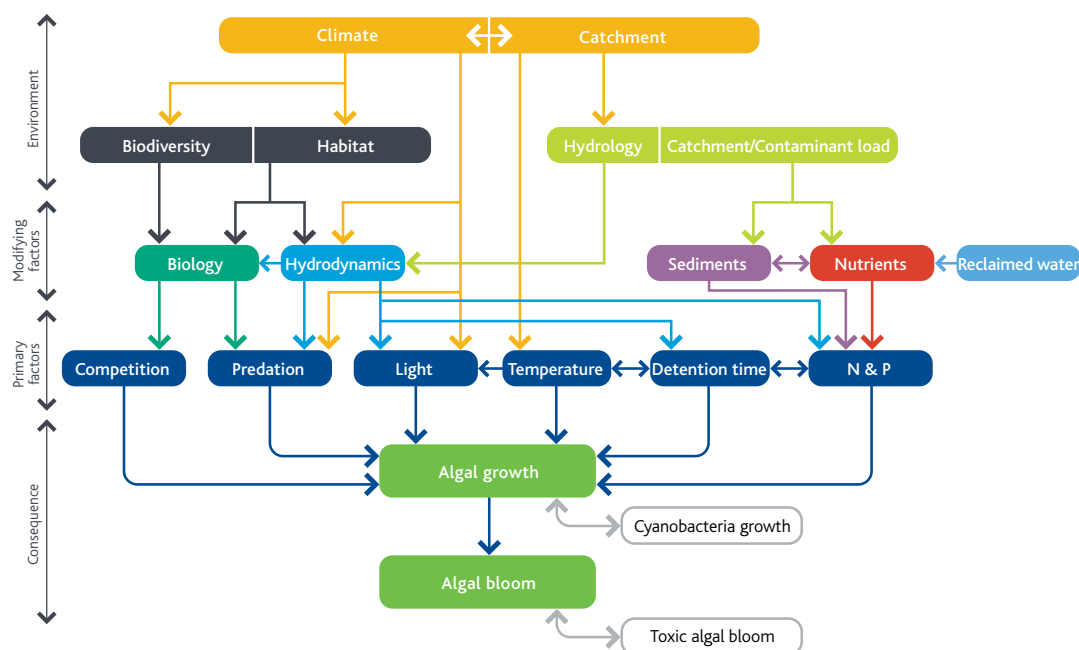 Climate
Catchment
Environment
Biodiversity
Habitat
Hydrology
Catchment/Contaminant load
Modifying
factors
Biology
Hydrodynamics
Sediments
Nutrients
Reclaimed water
Primary
factors
Competition
Predation
Light
Temperature
Detention time
N & P
Consequence
Algal growth
Cyanobacteria growth
Algal bloom
Toxic algal bloom